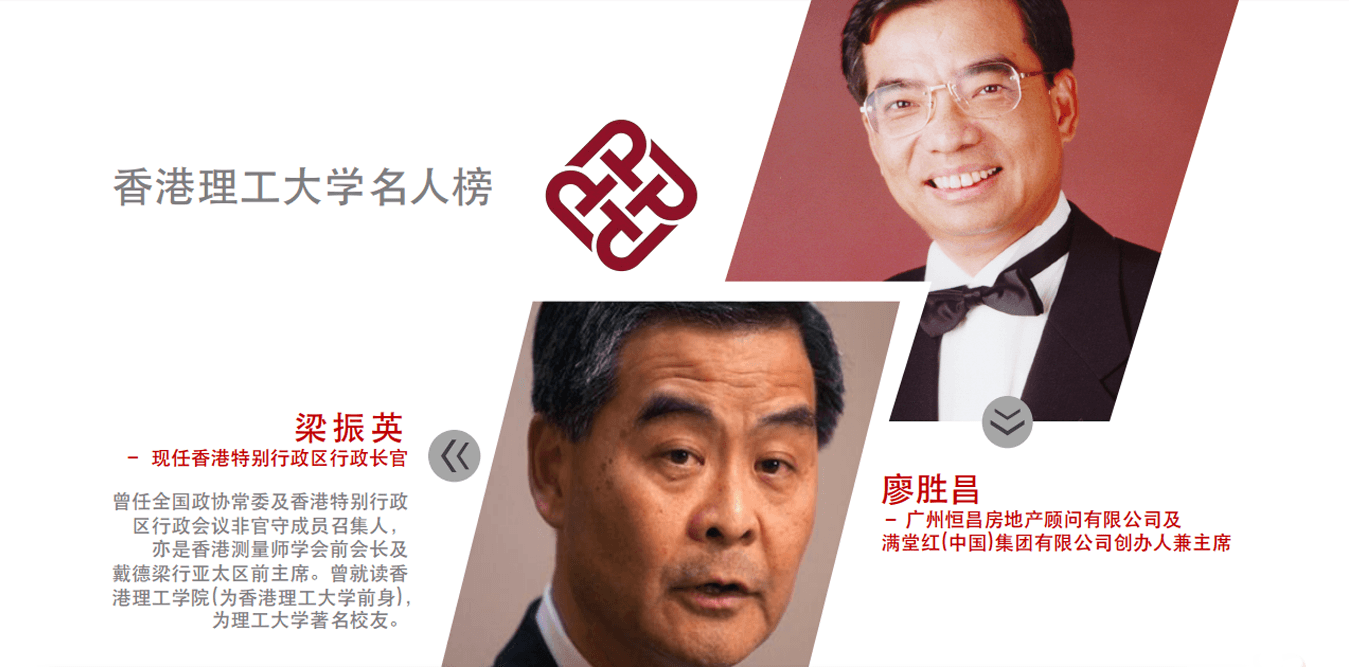 香港理工大学名人榜
梁振英
- 现任香港特别行政区行政长官
曾任全国政协常委及香港特别行政
区行政会议非官守成员召集人，
亦是香港测量师学会前会长及
戴德梁行亚太区前主席。曾就读香
港理工学院(为香港理工大学前身)，
为理工大学著名校友。
廖胜昌
- 广州恒昌房地产顾问有限公司及
满堂红(中国)集团有限公司创办人兼主席